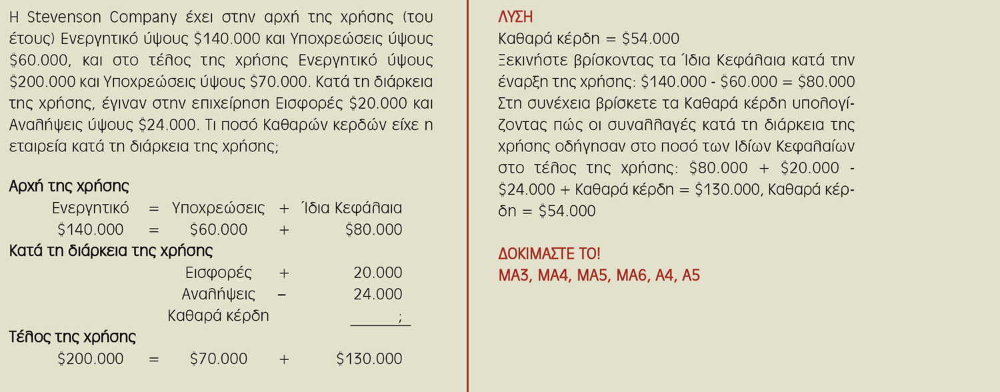 Η Stevenson Company έχει στην αρχή της χρήσης (του
έτους) Ενεργητικό ύψους $140.000 και Υποχρεώσεις ύψους
$60.000, και στο τέλος της χρήσης Ενεργητικό ύψους
$200.000 και Υποχρεώσεις ύψους $70.000. Κατά τη διάρκεια
της χρήσης, έγιναν στην επιχείρηση Εισφορές $20.000 και
Αναλήψεις ύψους $24.000. Τι ποσό Καθαρών κερδών είχε η
εταιρεία κατά τη διάρκεια της χρήσης;
Αρχή της χρήσης
Ενεργητικό = Υποχρεώσεις + Ίδια Κεφάλαια
$140.000 = $60.000 + $80.000
Κατά τη διάρκεια της χρήσης
Εισφορές + 20.000
Αναλήψεις – 24.000
Καθαρά κέρδη ;
Τέλος της χρήσης
$200.000 = $70.000 + $130.000
ΛΥΣΗ
Καθαρά κέρδη = $54.000
Ξεκινήστε βρίσκοντας τα Ίδια Κεφάλαια κατά την
έναρξη της χρήσης: $140.000 - $60.000 = $80.000
Στη συνέχεια βρίσκετε τα Καθαρά κέρδη υπολογί-
ζοντας πώς οι συναλλαγές κατά τη διάρκεια της
χρήσης οδήγησαν στο ποσό των Ιδίων Κεφαλαίων
στο τέλος της χρήσης: $80.000 + $20.000 -
$24.000 + Καθαρά κέρδη = $130.000, Καθαρά κέρ-
δη = $54.000
ΔΟΚΙΜΑΣΤΕ ΤΟ!
ΜΑ3, ΜΑ4, ΜΑ5, ΜΑ6, Α4, Α5